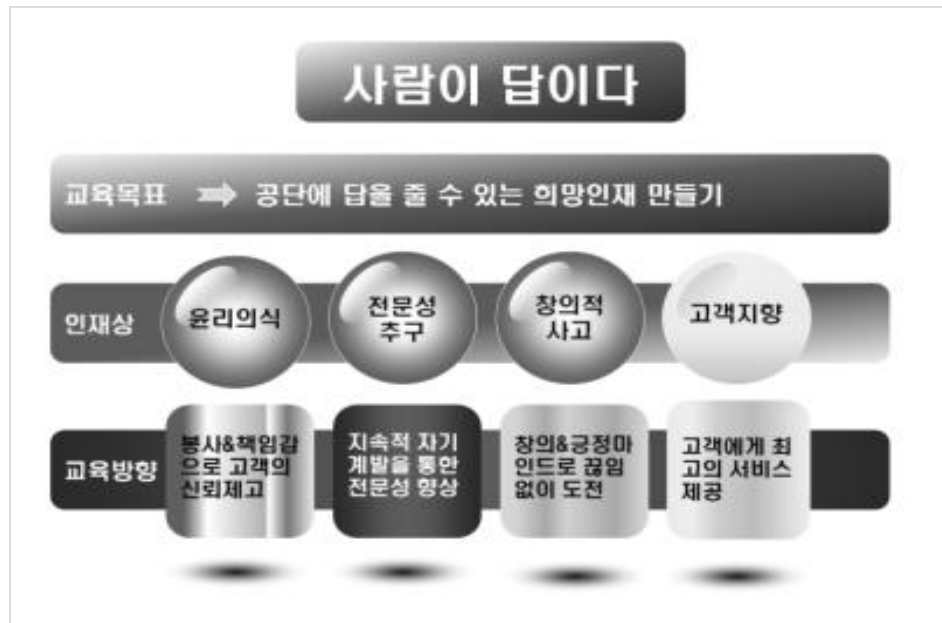 사람이 답이다
교육목표 ➡ 공단에 답을 줄 수 있는 희망인재 만들기
인재상
윤리의식
전문성
추구
창의적
사고
고객지향
교육방향
봉사&책임감
으로 고객의
신뢰제고
지속적 자기
계발을 통한
전문성 향상
창의&긍정마
인드로 끊임
없이 도전
고객에게 최
고의 서비스
제공